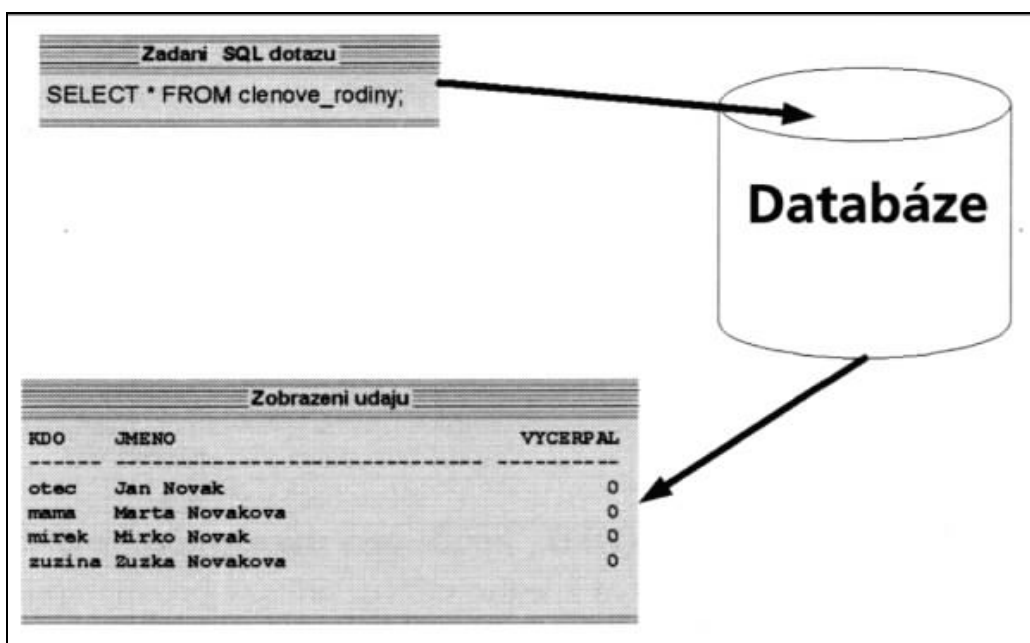 Zadani SQL dotazu
SELECT * FROM clenove_rodiny;
Databáze
Zobrazeni udaju
KDO JMENO VYCERPAL
------ ------------------------------ ----------
otec Jan Novak 0
mama Marta Novakova 0
mirek Mirko Novak 0
zuzina Zuzka Novakova 0